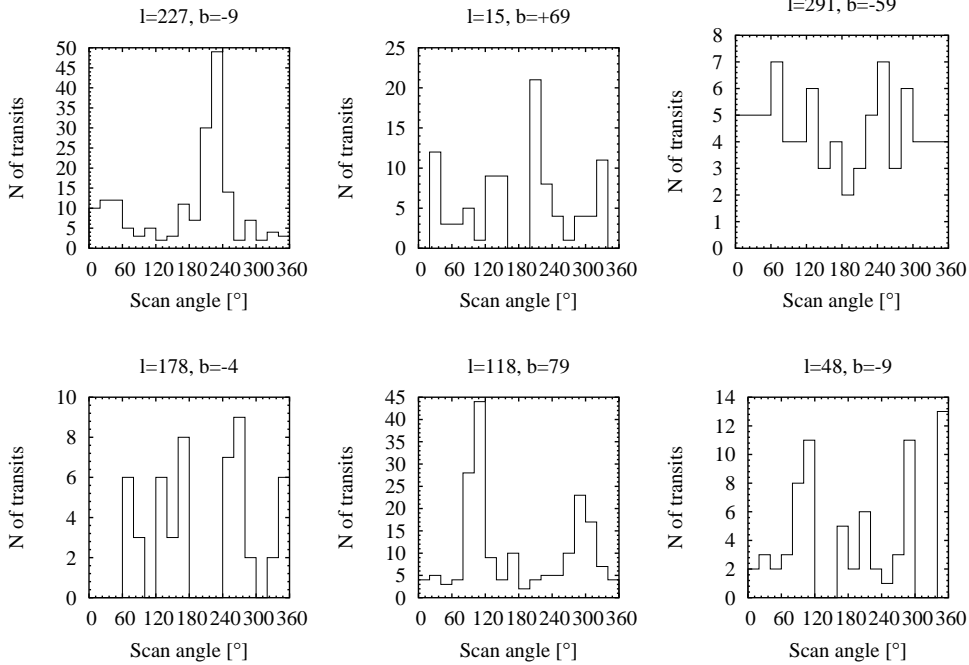 l=227, b=-9
N of transits
50
45
40
35
30
25
20
15
10
5
0
0 60 120 180 240 300 360
Scan angle [°]
l=15, b=+69
N of transits
25
20
15
10
5
0
0 60 120 180 240 300 360
Scan angle [°]
l=291, b=-59
N of transits
8
7
6
5
4
3
2
1
0
0 60 120 180 240 300 360
Scan angle [°]
l=178, b=-4
N of transits
10
8
6
4
2
0
0 60 120 180 240 300 360
Scan angle [°]
l=118, b=79
N of transits
45
40
35
30
25
20
15
10
5
0
0 60 120 180 240 300 360
Scan angle [°]
l=48, b=-9
N of transits
14
12
10
8
6
4
2
0
0 60 120 180 240 300 360
Scan angle [°]